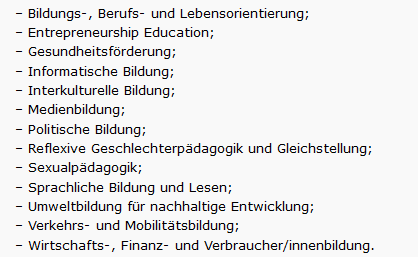 – Bildungs-, Berufs- und Lebensorientierung;
– Entrepreneurship Education;
– Gesundheitsförderung;
– Informatische Bildung;
– Interkulturelle Bildung;
– Medienbildung;
– Politische Bildung;
– Reflexive Geschlechterpädagogik und Gleichstellung;
– Sexualpädagogik;
– Sprachliche Bildung und Lesen;
– Umweltbildung für nachhaltige Entwicklung;
– Verkehrs- und Mobilitätsbildung;
– Wirtschafts-, Finanz- und Verbraucher/innenbildung.